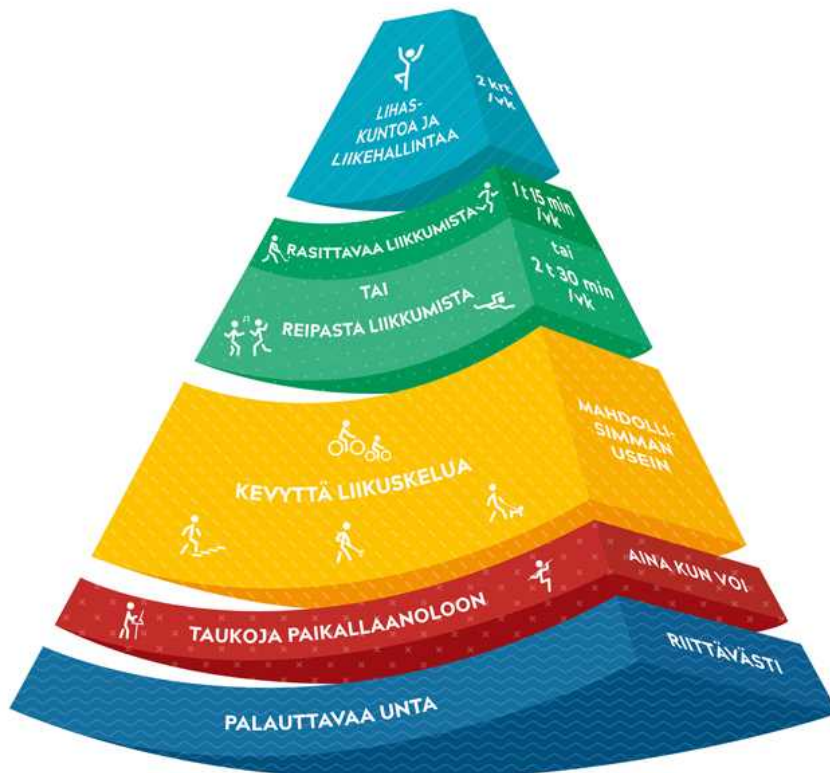 LIHAS-
KUNTOA JA
LIIKEHALLINTAA
2 krt
/vk
RASITTAVAA LIIKKUMISTA
1 t 15 min
/vk
TAI
tai
REIPASTA LIIKKUMISTA
2 t 30 min
/vk
KEVYTTÄ LIIKUSKELUA
MAHDOLLI-
SIMMAN
USEIN
TAUKOJA PAIKALLAANOLOON
AINA KUN VOI
PALAUTTAVAA UNTA
RIITTÄVÄSTI